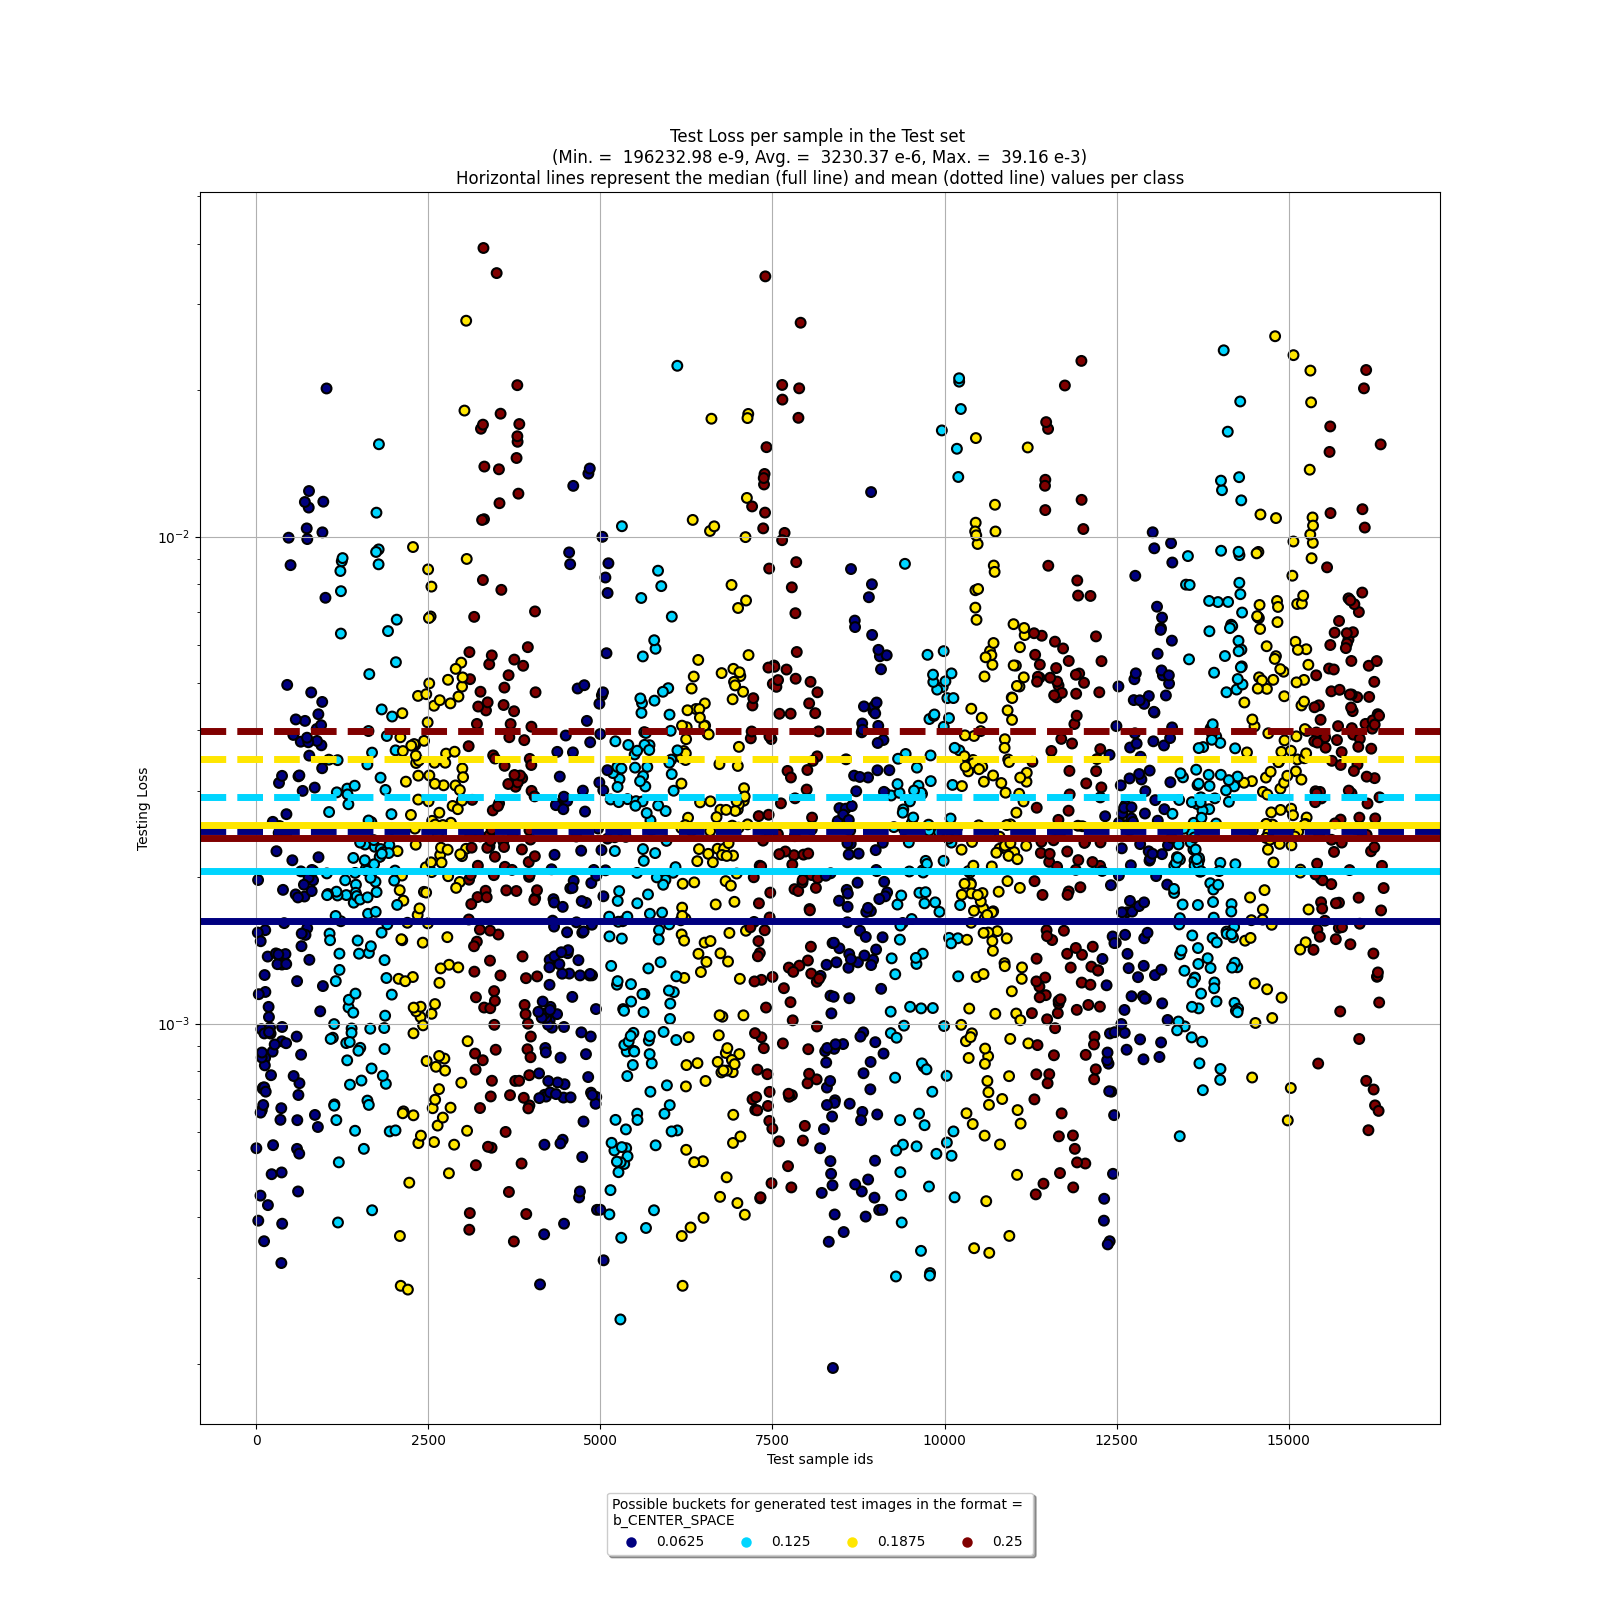 Test Loss per sample in the Test set
(Min. =  196232.98 e-9, Avg. =  3230.37 e-6, Max. =  39.16 e-3)
Horizontal lines represent the median (full line) and mean (dotted line) values per class
Testing Loss
10⁻²
10⁻³
0 2500 5000 7500 10000 12500 15000
Test sample ids
Possible buckets for generated test images in the format =
b_CENTER_SPACE
0.0625 0.125 0.1875 0.25